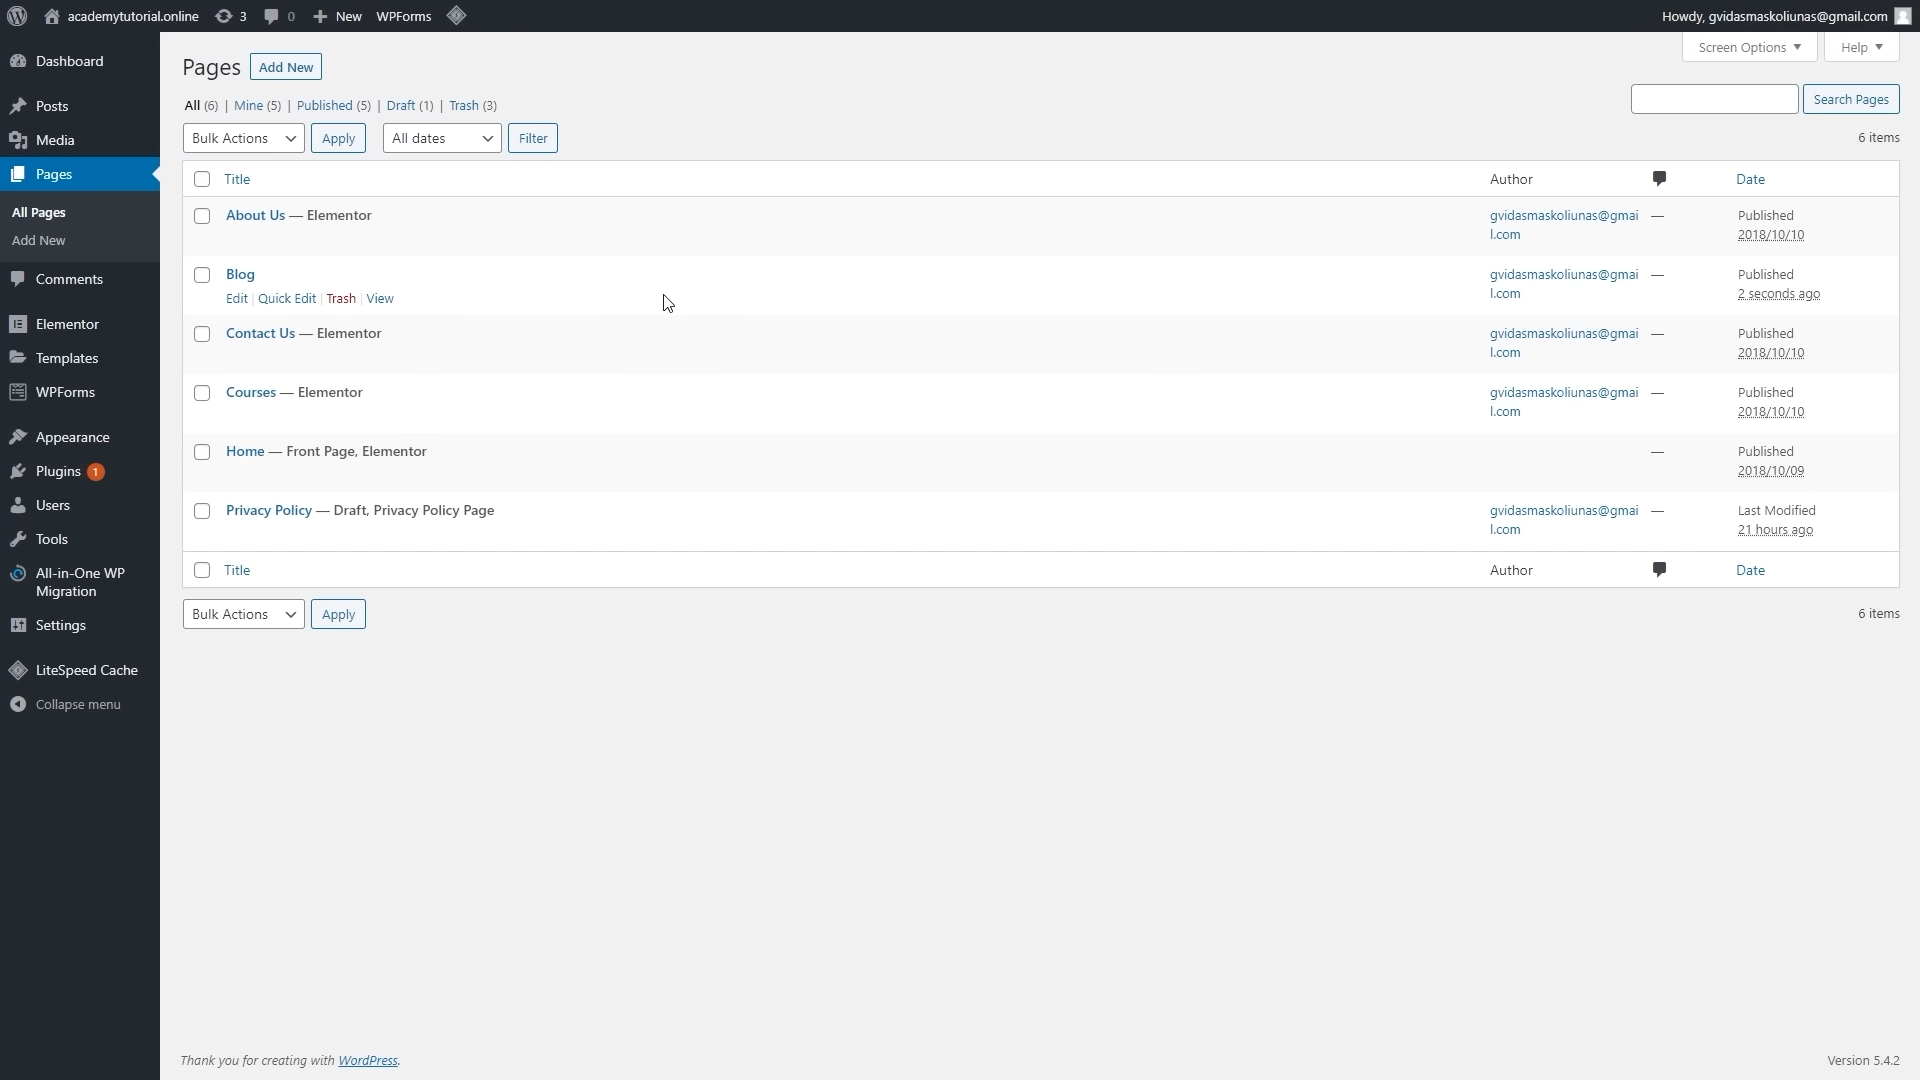 academytutorial.online 3 0 New WPForms Howdy, gvidasmaskoliunas@gmail.com
Screen Options Help
Dashboard
Posts
Media
Pages
All Pages
Add New
Comments
Elementor
Templates
WPForms
Appearance
Plugins 1
Users
Tools
All-in-One WP
Migration
Settings
LiteSpeed Cache
Collapse menu
Pages Add New
All (6) | Mine (5) | Published (5) | Draft (1) | Trash (3)
Search Pages
Bulk Actions Apply All dates Filter 6 items
Title Author Date
About Us — Elementor gvidasmaskoliunas@gmai — Published
l.com 2018/10/10
Blog gvidasmaskoliunas@gmai — Published
Edit | Quick Edit | Trash | View l.com 2 seconds ago
Contact Us — Elementor gvidasmaskoliunas@gmai — Published
l.com 2018/10/10
Courses — Elementor gvidasmaskoliunas@gmai — Published
l.com 2018/10/10
Home — Front Page, Elementor — Published
2018/10/09
Privacy Policy — Draft, Privacy Policy Page gvidasmaskoliunas@gmai — Last Modified
l.com 21 hours ago
Title Author Date
Bulk Actions Apply 6 items
Thank you for creating with WordPress. Version 5.4.2